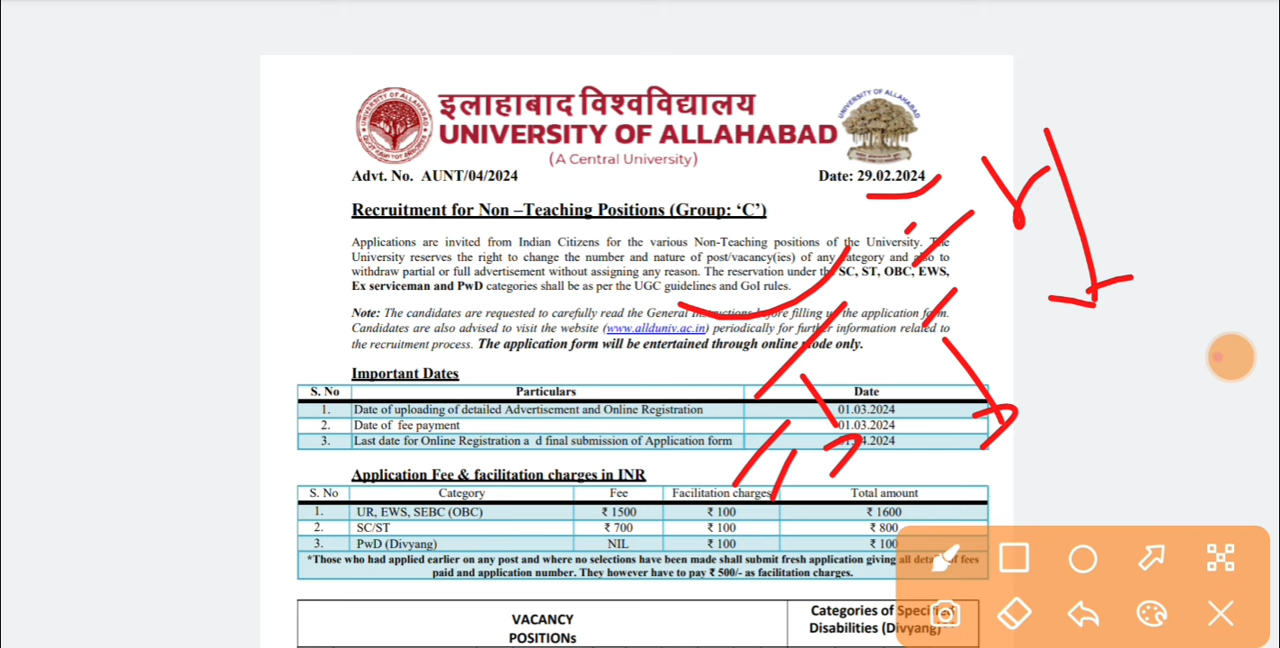 इलाहाबाद विश्वविद्यालय
UNIVERSITY OF ALLAHABAD
(A Central University)
UNIVERSITY OF ALLAHABAD
UNIVERSITY OF ALLAHABAD
Advt. No. AUNT/04/2024 Date: 29.02.2024
Recruitment for Non –Teaching Positions (Group: ‘C’)
Applications are invited from Indian Citizens for the various Non-Teaching positions of the University. The
University reserves the right to change the number and nature of post/vacancy(ies) of any category and also to
withdraw partial or full advertisement without assigning any reason. The reservation under the SC, ST, OBC, EWS,
Ex serviceman and PwD categories shall be as per the UGC guidelines and GoI rules.
Note: The candidates are requested to carefully read the General Instructions before filling up the application form.
Candidates are also advised to visit the website (www.allduniv.ac.in) periodically for further information related to
the recruitment process. The application form will be entertained through online mode only.
Important Dates
S. No Particulars Date
1. Date of uploading of detailed Advertisement and Online Registration 01.03.2024
2. Date of fee payment 01.03.2024
3. Last date for Online Registration a d final submission of Application form
Application Fee & facilitation charges in INR
S. No Category Fee Facilitation charges Total amount
1. UR, EWS, SEBC (OBC) ₹ 1500 ₹ 100 ₹ 1600
2. SC/ST ₹ 700 ₹ 100 ₹ 800
3. PwD (Divyang) NIL ₹ 100 ₹ 100
*Those who had applied earlier on any post and where no selections have been made shall submit fresh application giving all details of fees
paid and application number. They however have to pay ₹ 500/- as facilitation charges.
VACANCY
POSITIONs
Categories of Specified
Disabilities (Divyang)